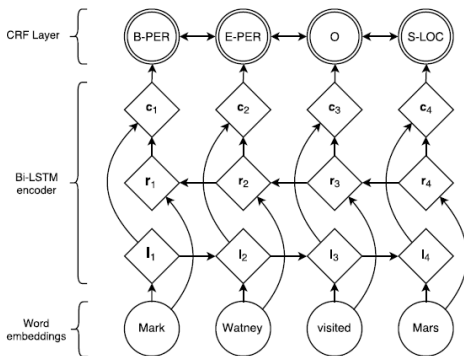 CRF Layer
B-PER E-PER O S-LOC
c1 c2 c3 c4
Bi-LSTM
encoder
r1 r2 r3 r4
l1 l2 l3 l4
Word
embeddings
Mark Watney visited Mars